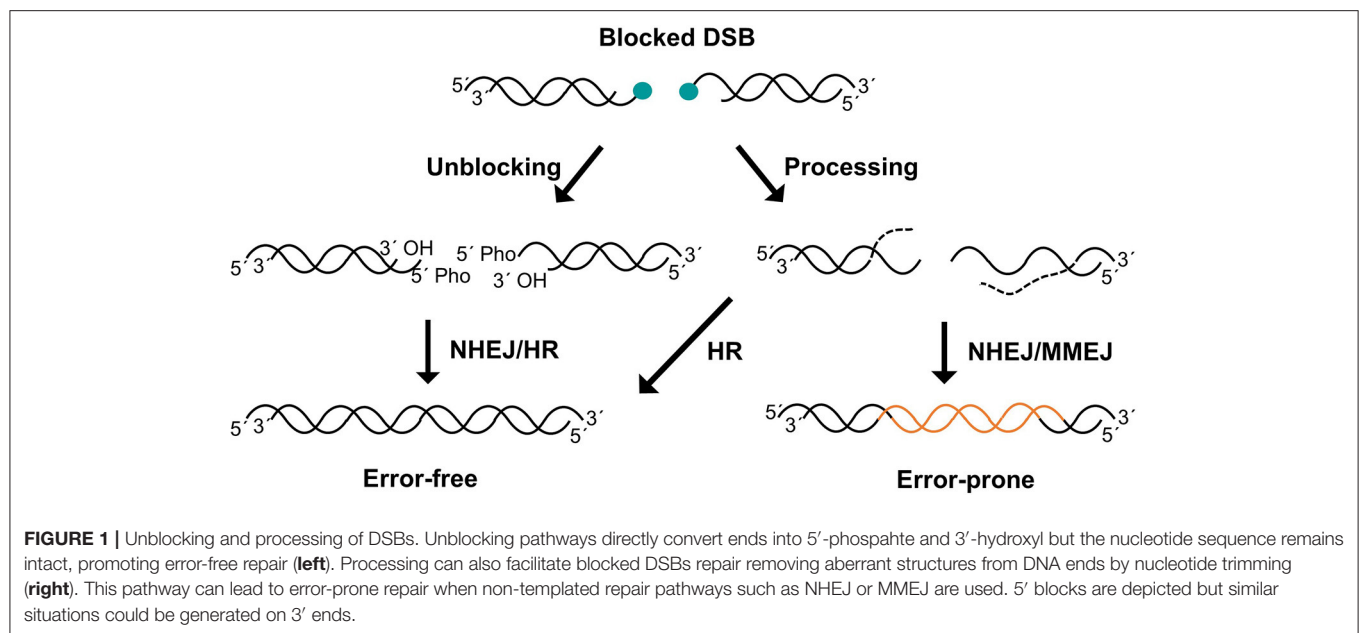 Blocked DSB
5´ 3´ 3´ 5´
Unblocking Processing
5´ 3´ 3´ OH 5´ Pho 5´ Pho 3´ OH 3´ 5´ 5´ 3´ 3´ 5´
NHEJ/HR HR NHEJ/MMEJ
5´ 3´ 3´ 5´ 5´ 3´ 3´ 5´
Error-free Error-prone
FIGURE 1 | Unblocking and processing of DSBs. Unblocking pathways directly convert ends into 5′-phospahte and 3′-hydroxyl but the nucleotide sequence remains
intact, promoting error-free repair (left). Processing can also facilitate blocked DSBs repair removing aberrant structures from DNA ends by nucleotide trimming
(right). This pathway can lead to error-prone repair when non-templated repair pathways such as NHEJ or MMEJ are used. 5′ blocks are depicted but similar
situations could be generated on 3′ ends.